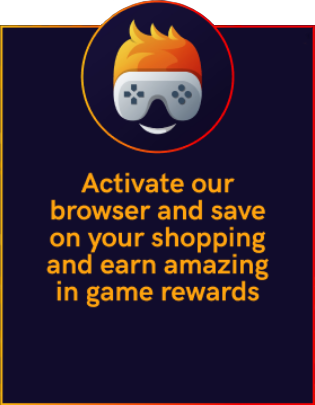 Activate our
browser and save
on your shopping
and earn amazing
in game rewards